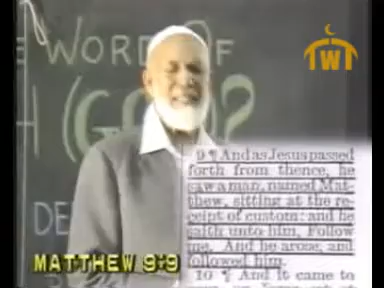 E WORD OF
H (GOD)?
DE
W
9 ¶ And as Jesus passed
forth from thence, he
saw a man, named Mat-
thew, sitting at the re-
ceipt of custom: and he
saith unto him, Follow
me. And he arose, and
followed him.
10 ¶ And it came to
MATTHEW 9:9